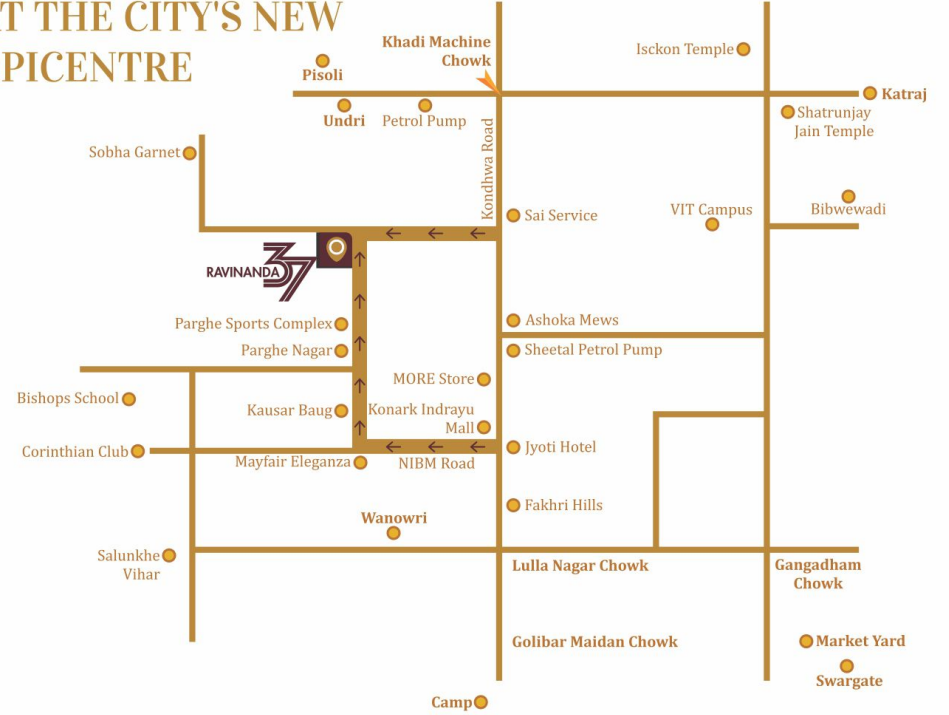 T THE CITY'S NEW
PICENTRE
Khadi Machine
Chowk
Isckon Temple
Pisoli
Katraj
Undri
Petrol Pump
Shatrunjay
Jain Temple
Sobha Garnet
Kondhwa Road
Sai Service
VIT Campus
Bibwewadi
RAVINANDA
37
Parghe Sports Complex
Ashoka Mews
Parghe Nagar
Sheetal Petrol Pump
MORE Store
Bishops School
Kausar Baug
Konark Indrayu
Mall
Corinthian Club
Jyoti Hotel
Mayfair Eleganza
NIBM Road
Fakhri Hills
Wanowri
Salunkhe
Vihar
Lulla Nagar Chowk
Gangadham
Chowk
Golibar Maidan Chowk
Market Yard
Swargate
Camp